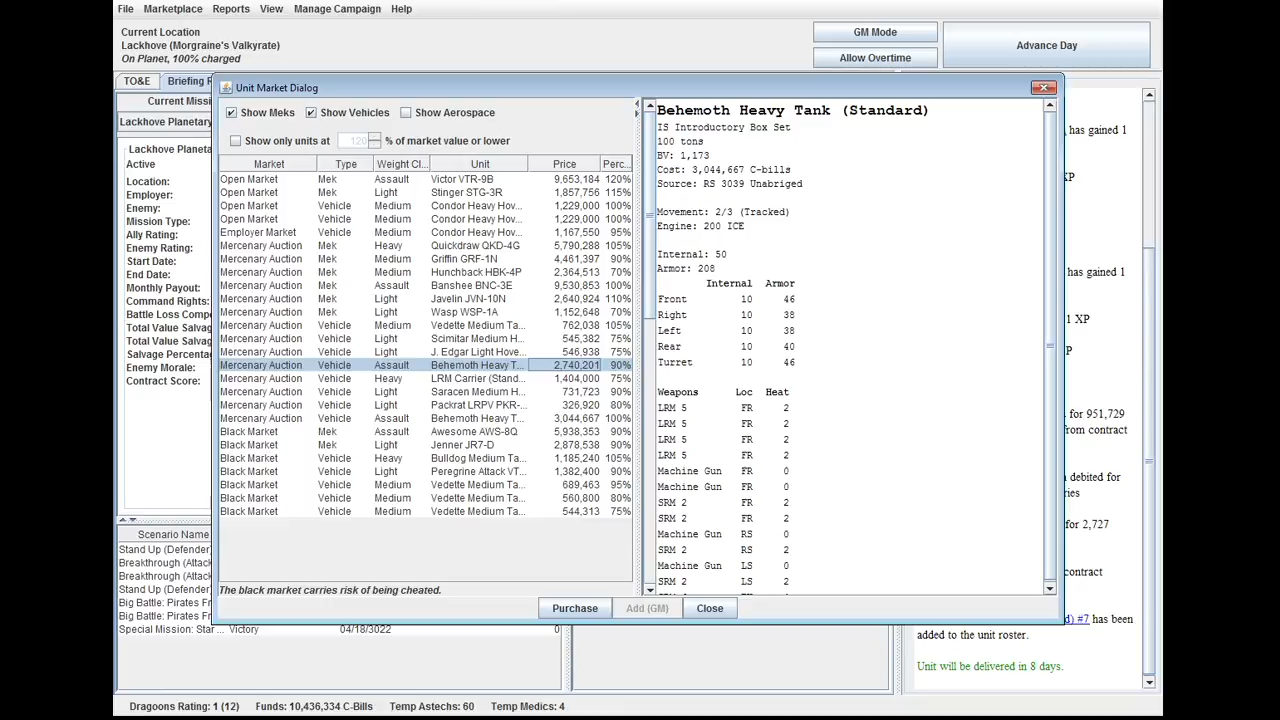 File Marketplace Reports View Manage Campaign Help
Current Location
Lackhove (Morgraine's Valkyrate)
On Planet, 100% charged
GM Mode
Allow Overtime
Advance Day
TO&E Briefing R
Current Missi
Lackhove Planetary
Lackhove Planeta
Active
Location:
Employer:
Enemy:
Mission Type:
Ally Rating:
Enemy Rating:
Start Date:
End Date:
Monthly Payout:
Command Rights:
Battle Loss Compe
Total Value Salvag
Total Value Salvag
Salvage Percentag
Enemy Morale:
Contract Score:
Scenario Name
Stand Up (Defender)
Breakthrough (Attack
Breakthrough (Attack
Stand Up (Defender)
Big Battle: Pirates Fr
Big Battle: Pirates Fr
Special Mission: Star ... Victory 04/18/3022 0
Unit Market Dialog
Show Meks Show Vehicles Show Aerospace
Show only units at 120 % of market value or lower
Market Type Weight Cl... Unit Price Perc...
Open Market Mek Assault Victor VTR-9B 9,653,184 120%
Open Market Mek Light Stinger STG-3R 1,857,756 115%
Open Market Vehicle Medium Condor Heavy Hov... 1,229,000 100%
Open Market Vehicle Medium Condor Heavy Hov... 1,229,000 100%
Employer Market Vehicle Medium Condor Heavy Hov... 1,167,550 95%
Mercenary Auction Mek Heavy Quickdraw QKD-4G 5,790,288 105%
Mercenary Auction Mek Medium Griffin GRF-1N 4,461,397 90%
Mercenary Auction Mek Medium Hunchback HBK-4P 2,364,513 70%
Mercenary Auction Mek Assault Banshee BNC-3E 9,530,853 100%
Mercenary Auction Mek Light Javelin JVN-10N 2,640,924 110%
Mercenary Auction Mek Light Wasp WSP-1A 1,152,648 70%
Mercenary Auction Vehicle Medium Vedette Medium Ta... 762,038 105%
Mercenary Auction Vehicle Medium Scimitar Medium H... 545,382 75%
Mercenary Auction Vehicle Light J. Edgar Light Hove... 546,938 75%
Mercenary Auction Vehicle Assault Behemoth Heavy T... 2,740,201 90%
Mercenary Auction Vehicle Heavy LRM Carrier (Stand... 1,404,000 75%
Mercenary Auction Vehicle Medium Saracen Medium H... 731,723 90%
Mercenary Auction Vehicle Light Packrat LRPV PKR-... 326,920 80%
Mercenary Auction Vehicle Assault Behemoth Heavy T... 3,044,667 100%
Black Market Mek Assault Awesome AWS-8Q 5,938,353 90%
Black Market Mek Light Jenner JR7-D 2,878,538 90%
Black Market Vehicle Heavy Bulldog Medium Tan... 1,185,240 105%
Black Market Vehicle Light Peregrine Attack VT... 1,382,400 90%
Black Market Vehicle Medium Vedette Medium Ta... 689,463 95%
Black Market Vehicle Medium Vedette Medium Ta... 560,800 80%
Black Market Vehicle Medium Vedette Medium Ta... 544,313 75%
The black market carries risk of being cheated.
Purchase Add (GM) Close
Behemoth Heavy Tank (Standard)
IS Introductory Box Set
100 tons
BV: 1,173
Cost: 3,044,667 C-bills
Source: RS 3039 Unabriged
Movement: 2/3 (Tracked)
Engine: 200 ICE
Internal: 50
Armor: 208
Internal Armor
Front 10 46
Right 10 38
Left 10 38
Rear 10 40
Turret 10 46
Weapons Loc Heat
LRM 5 FR 2
LRM 5 FR 2
LRM 5 FR 2
LRM 5 FR 2
Machine Gun FR 0
Machine Gun FR 0
SRM 2 FR 2
SRM 2 FR 2
Machine Gun RS 0
SRM 2 RS 2
Machine Gun LS 0
SRM 2 LS 2
has gained 1
XP
has gained 1
1 XP
for 951,729
from contract
debited for
ries
for 2,727
contract
d) #7 has been
added to the unit roster.
Unit will be delivered in 8 days.
Dragoons Rating: 1 (12) Funds: 10,436,334 C-Bills Temp Astechs: 60 Temp Medics: 4